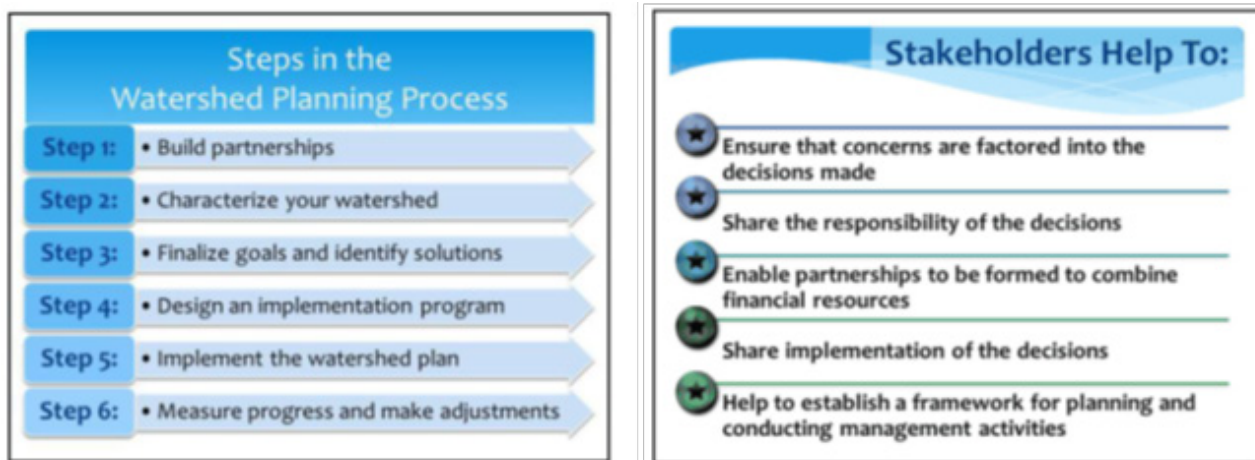 Steps in the
Watershed Planning Process
Step 1: • Build partnerships
Step 2: • Characterize your watershed
Step 3: • Finalize goals and identify solutions
Step 4: • Design an implementation program
Step 5: • Implement the watershed plan
Step 6: • Measure progress and make adjustments
Stakeholders Help To:
Ensure that concerns are factored into the
decisions made
Share the responsibility of the decisions
Enable partnerships to be formed to combine
financial resources
Share implementation of the decisions
Help to establish a framework for planning and
conducting management activities